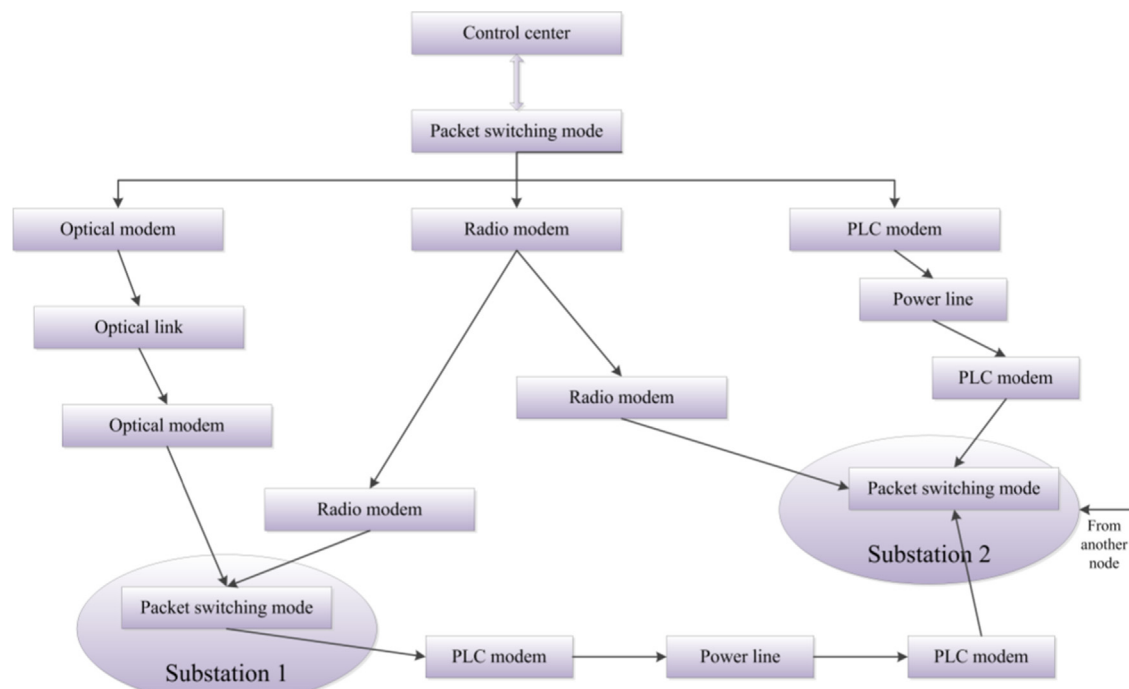 Control center
Packet switching mode
Optical modem
Radio modem
PLC modem
Power line
Optical link
PLC modem
Radio modem
Optical modem
Packet switching mode
Radio modem
From
another
node
Substation 2
Packet switching mode
PLC modem
Power line
PLC modem
Substation 1